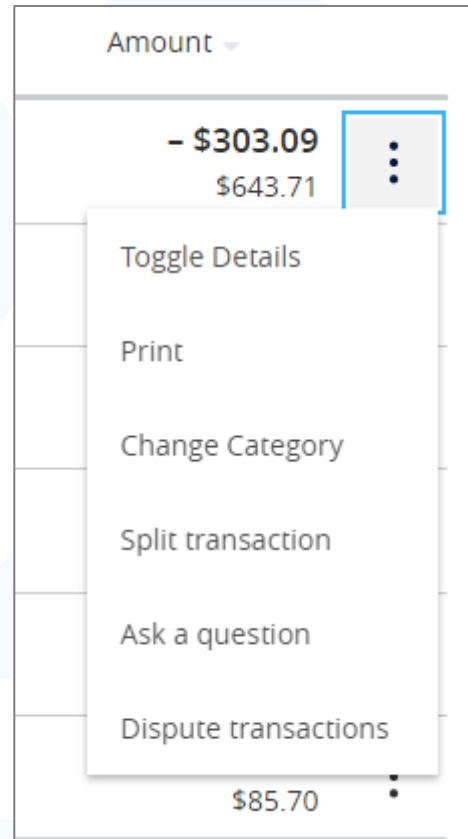 Amount
– $303.09
$643.71
Toggle Details
Print
Change Category
Split transaction
Ask a question
Dispute transactions
$85.70